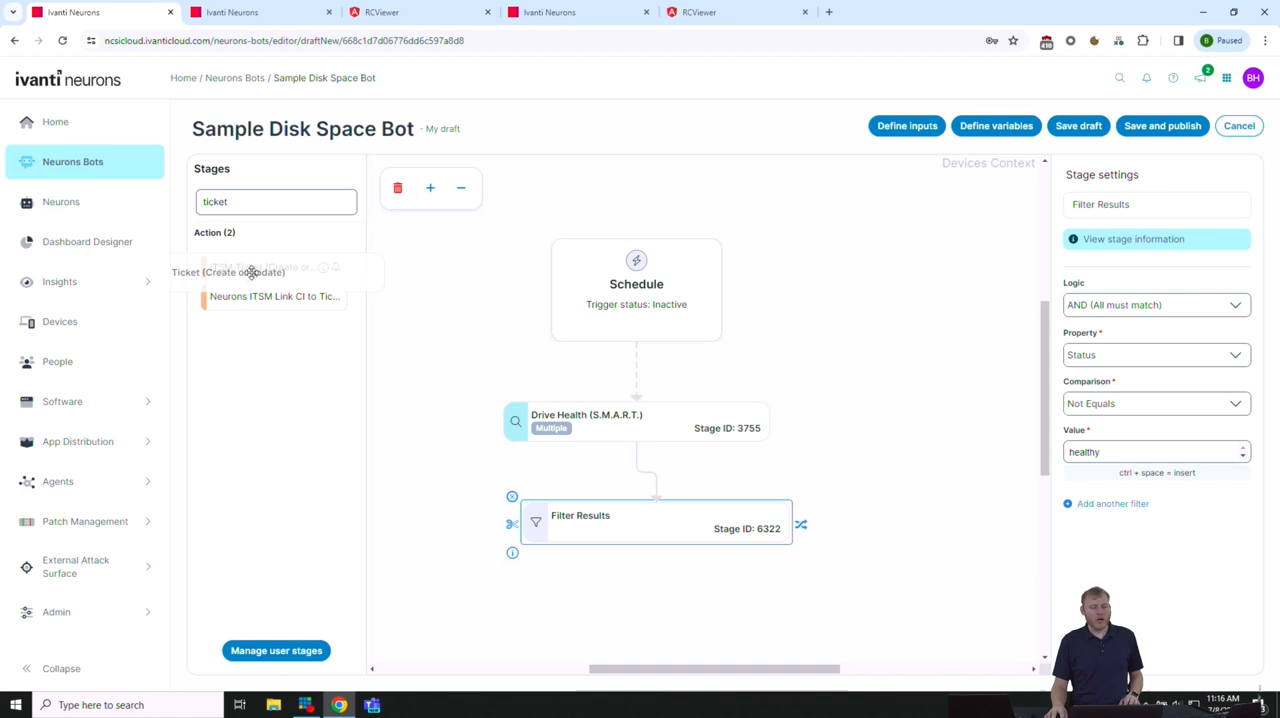 Ivanti Neurons
Ivanti Neurons
RCViewer
Ivanti Neurons
RCViewer
ncsicloud.ivanticloud.com/neurons-bots/editor/draftNew/668c1d7d06776dd6c597a8d8
410
B Paused
ivanti neurons
Home / Neurons Bots / Sample Disk Space Bot
2
BH
Home
Neurons Bots
Neurons
Dashboard Designer
Insights
Devices
People
Software
App Distribution
Agents
Patch Management
External Attack
Surface
Admin
Collapse
Sample Disk Space Bot - My draft
Define inputs
Define variables
Save draft
Save and publish
Cancel
Stages
ticket
Action (2)
ITSM Ticket (Create or...
Ticket (Create or Update)
Neurons ITSM Link CI to Tic...
Manage user stages
Devices Context
Schedule
Trigger status: Inactive
Drive Health (S.M.A.R.T.)
Multiple
Stage ID: 3755
Filter Results
Stage ID: 6322
Stage settings
Filter Results
View stage information
Logic
AND (All must match)
Property *
Status
Comparison *
Not Equals
Value *
healthy
ctrl + space = insert
Add another filter
Type here to search
11:16 AM